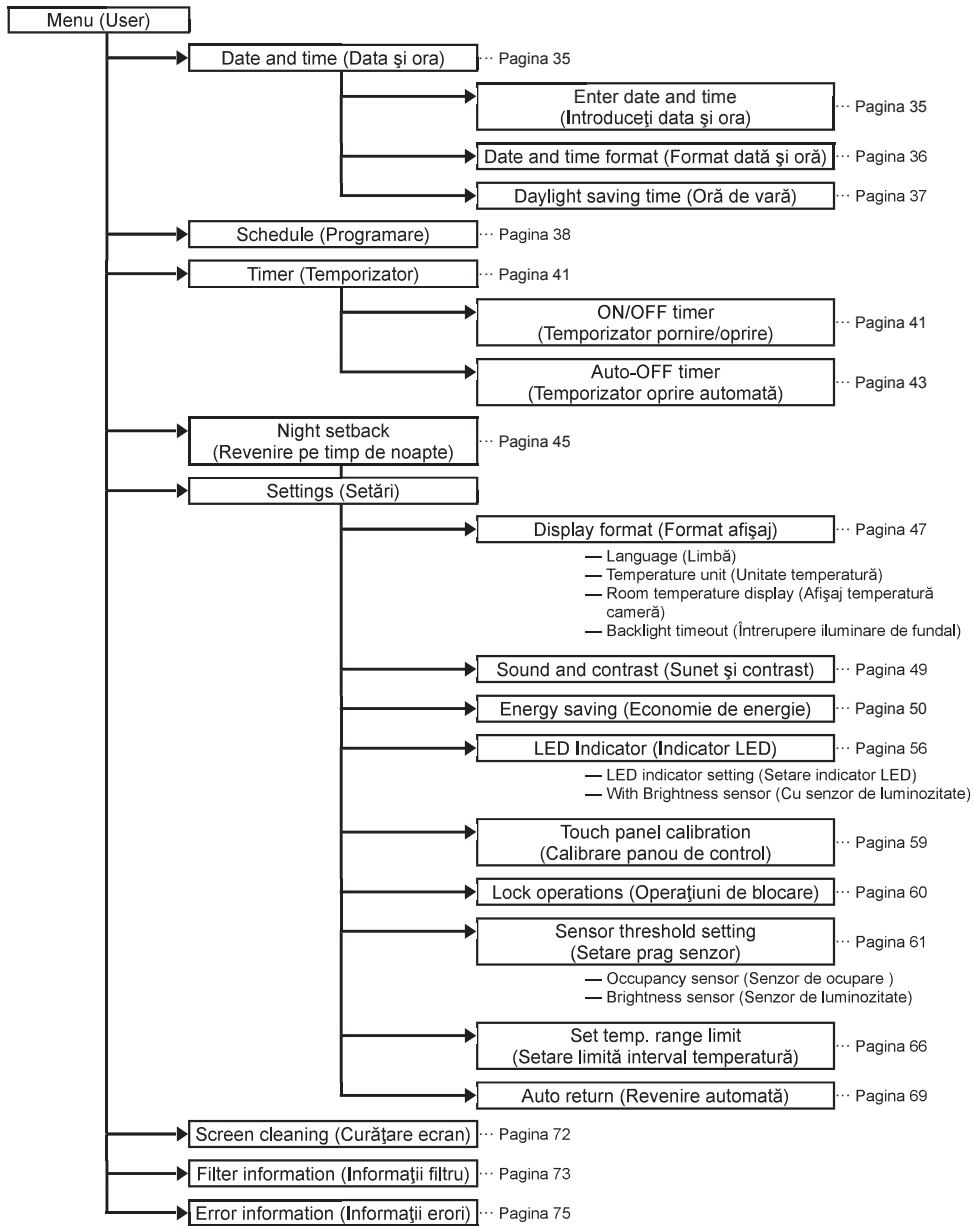 Menu (User)
Date and time (Data şi ora)
··· Pagina 35
Enter date and time
(Introduceţi data şi ora)
··· Pagina 35
Date and time format (Format dată şi oră)
··· Pagina 36
Daylight saving time (Oră de vară)
··· Pagina 37
Schedule (Programare)
··· Pagina 38
Timer (Temporizator)
··· Pagina 41
ON/OFF timer
(Temporizator pornire/oprire)
··· Pagina 41
Auto-OFF timer
(Temporizator oprire automată)
··· Pagina 43
Night setback
(Revenire pe timp de noapte)
··· Pagina 45
Settings (Setări)
Display format (Format afişaj)
··· Pagina 47
— Language (Limbă)
— Temperature unit (Unitate temperatură)
— Room temperature display (Afişaj temperatură
cameră)
— Backlight timeout (Întrerupere iluminare de fundal)
Sound and contrast (Sunet şi contrast)
··· Pagina 49
Energy saving (Economie de energie)
··· Pagina 50
LED Indicator (Indicator LED)
··· Pagina 56
— LED indicator setting (Setare indicator LED)
— With Brightness sensor (Cu senzor de luminozitate)
Touch panel calibration
(Calibrare panou de control)
··· Pagina 59
Lock operations (Operaţiuni de blocare)
··· Pagina 60
Sensor threshold setting
(Setare prag senzor)
··· Pagina 61
— Occupancy sensor (Senzor de ocupare )
— Brightness sensor (Senzor de luminozitate)
Set temp. range limit
(Setare limită interval temperatură)
··· Pagina 66
Auto return (Revenire automată)
··· Pagina 69
Screen cleaning (Curăţare ecran)
··· Pagina 72
Filter information (Informaţii filtru)
··· Pagina 73
Error information (Informaţii erori)
··· Pagina 75